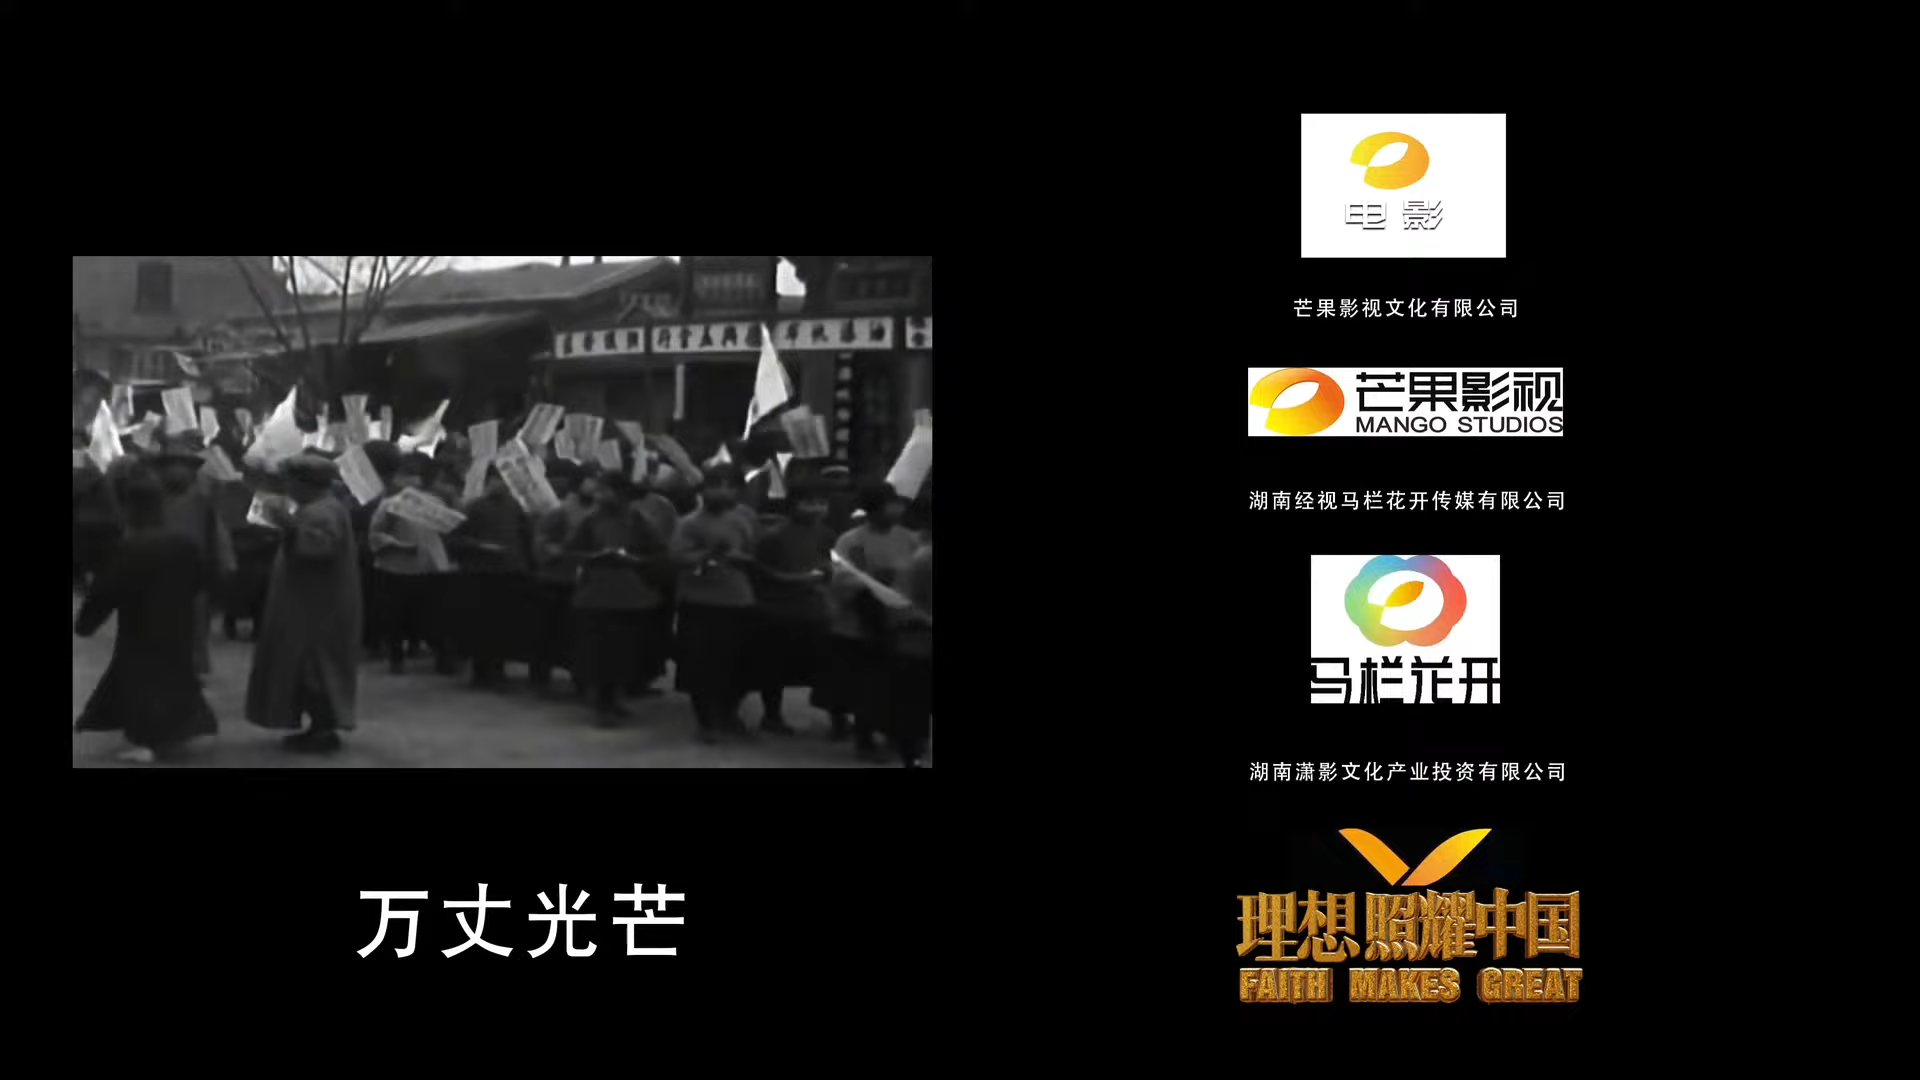 万丈光芒
电影
芒果影视文化有限公司
芒果影视
MANGO STUDIOS
湖南经视马栏花开传媒有限公司
马栏花开
湖南潇影文化产业投资有限公司
理想照耀中国
FAITH MAKES GREAT